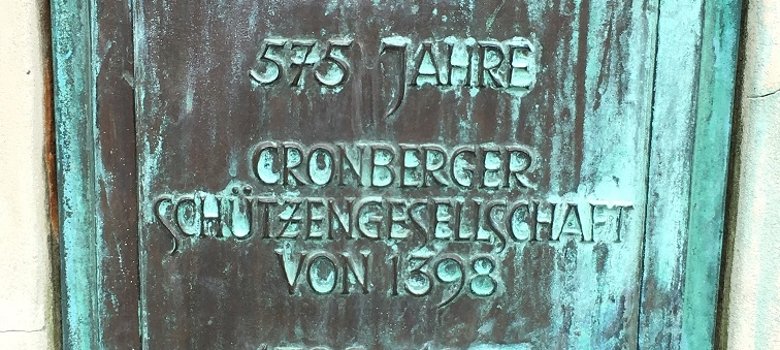 575 JAHRE
CRONBERGER
SCHÜTZENGESELLSCHAFT
VON 1398